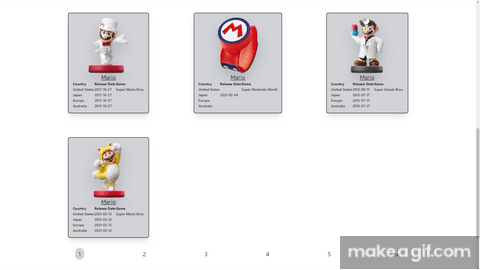 Mario
Country Release Date Game
United States 2017-10-27 Super Mario Bros.
Japan 2017-10-27
Europe 2017-10-27
Australia 2017-10-27
Mario
Country Release Date Game
United States Super Nintendo World
Japan 2021-02-04
Europe
Australia
Mario
Country Release Date Game
United States 2015-09-11 Super Smash Bros.
Japan 2015-07-17
Europe 2015-07-17
Australia 2015-07-17
Mario
Country Release Date Game
United States 2021-02-12 Super Mario Bros.
Japan 2021-02-12
Europe 2021-02-12
Australia 2021-02-12
1 2 3 4 5
makeagif.com